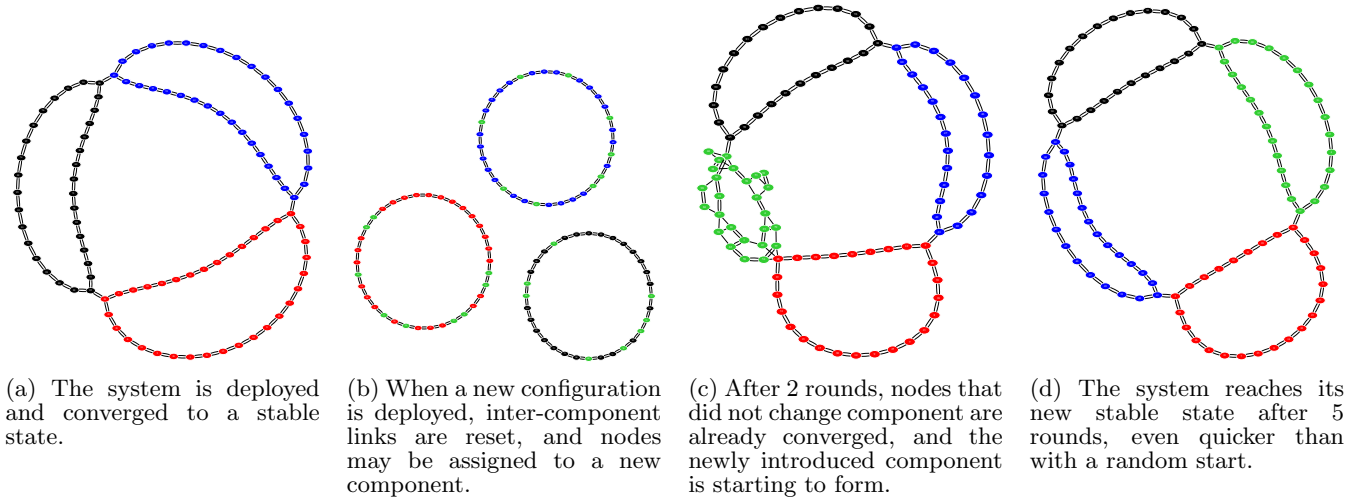 (a) The system is deployed
and converged to a stable
state.
(b) When a new configuration
is deployed, inter-component
links are reset, and nodes
may be assigned to a new
component.
(c) After 2 rounds, nodes that
did not change component are
already converged, and the
newly introduced component
is starting to form.
(d) The system reaches its
new stable state after 5
rounds, even quicker than
with a random start.